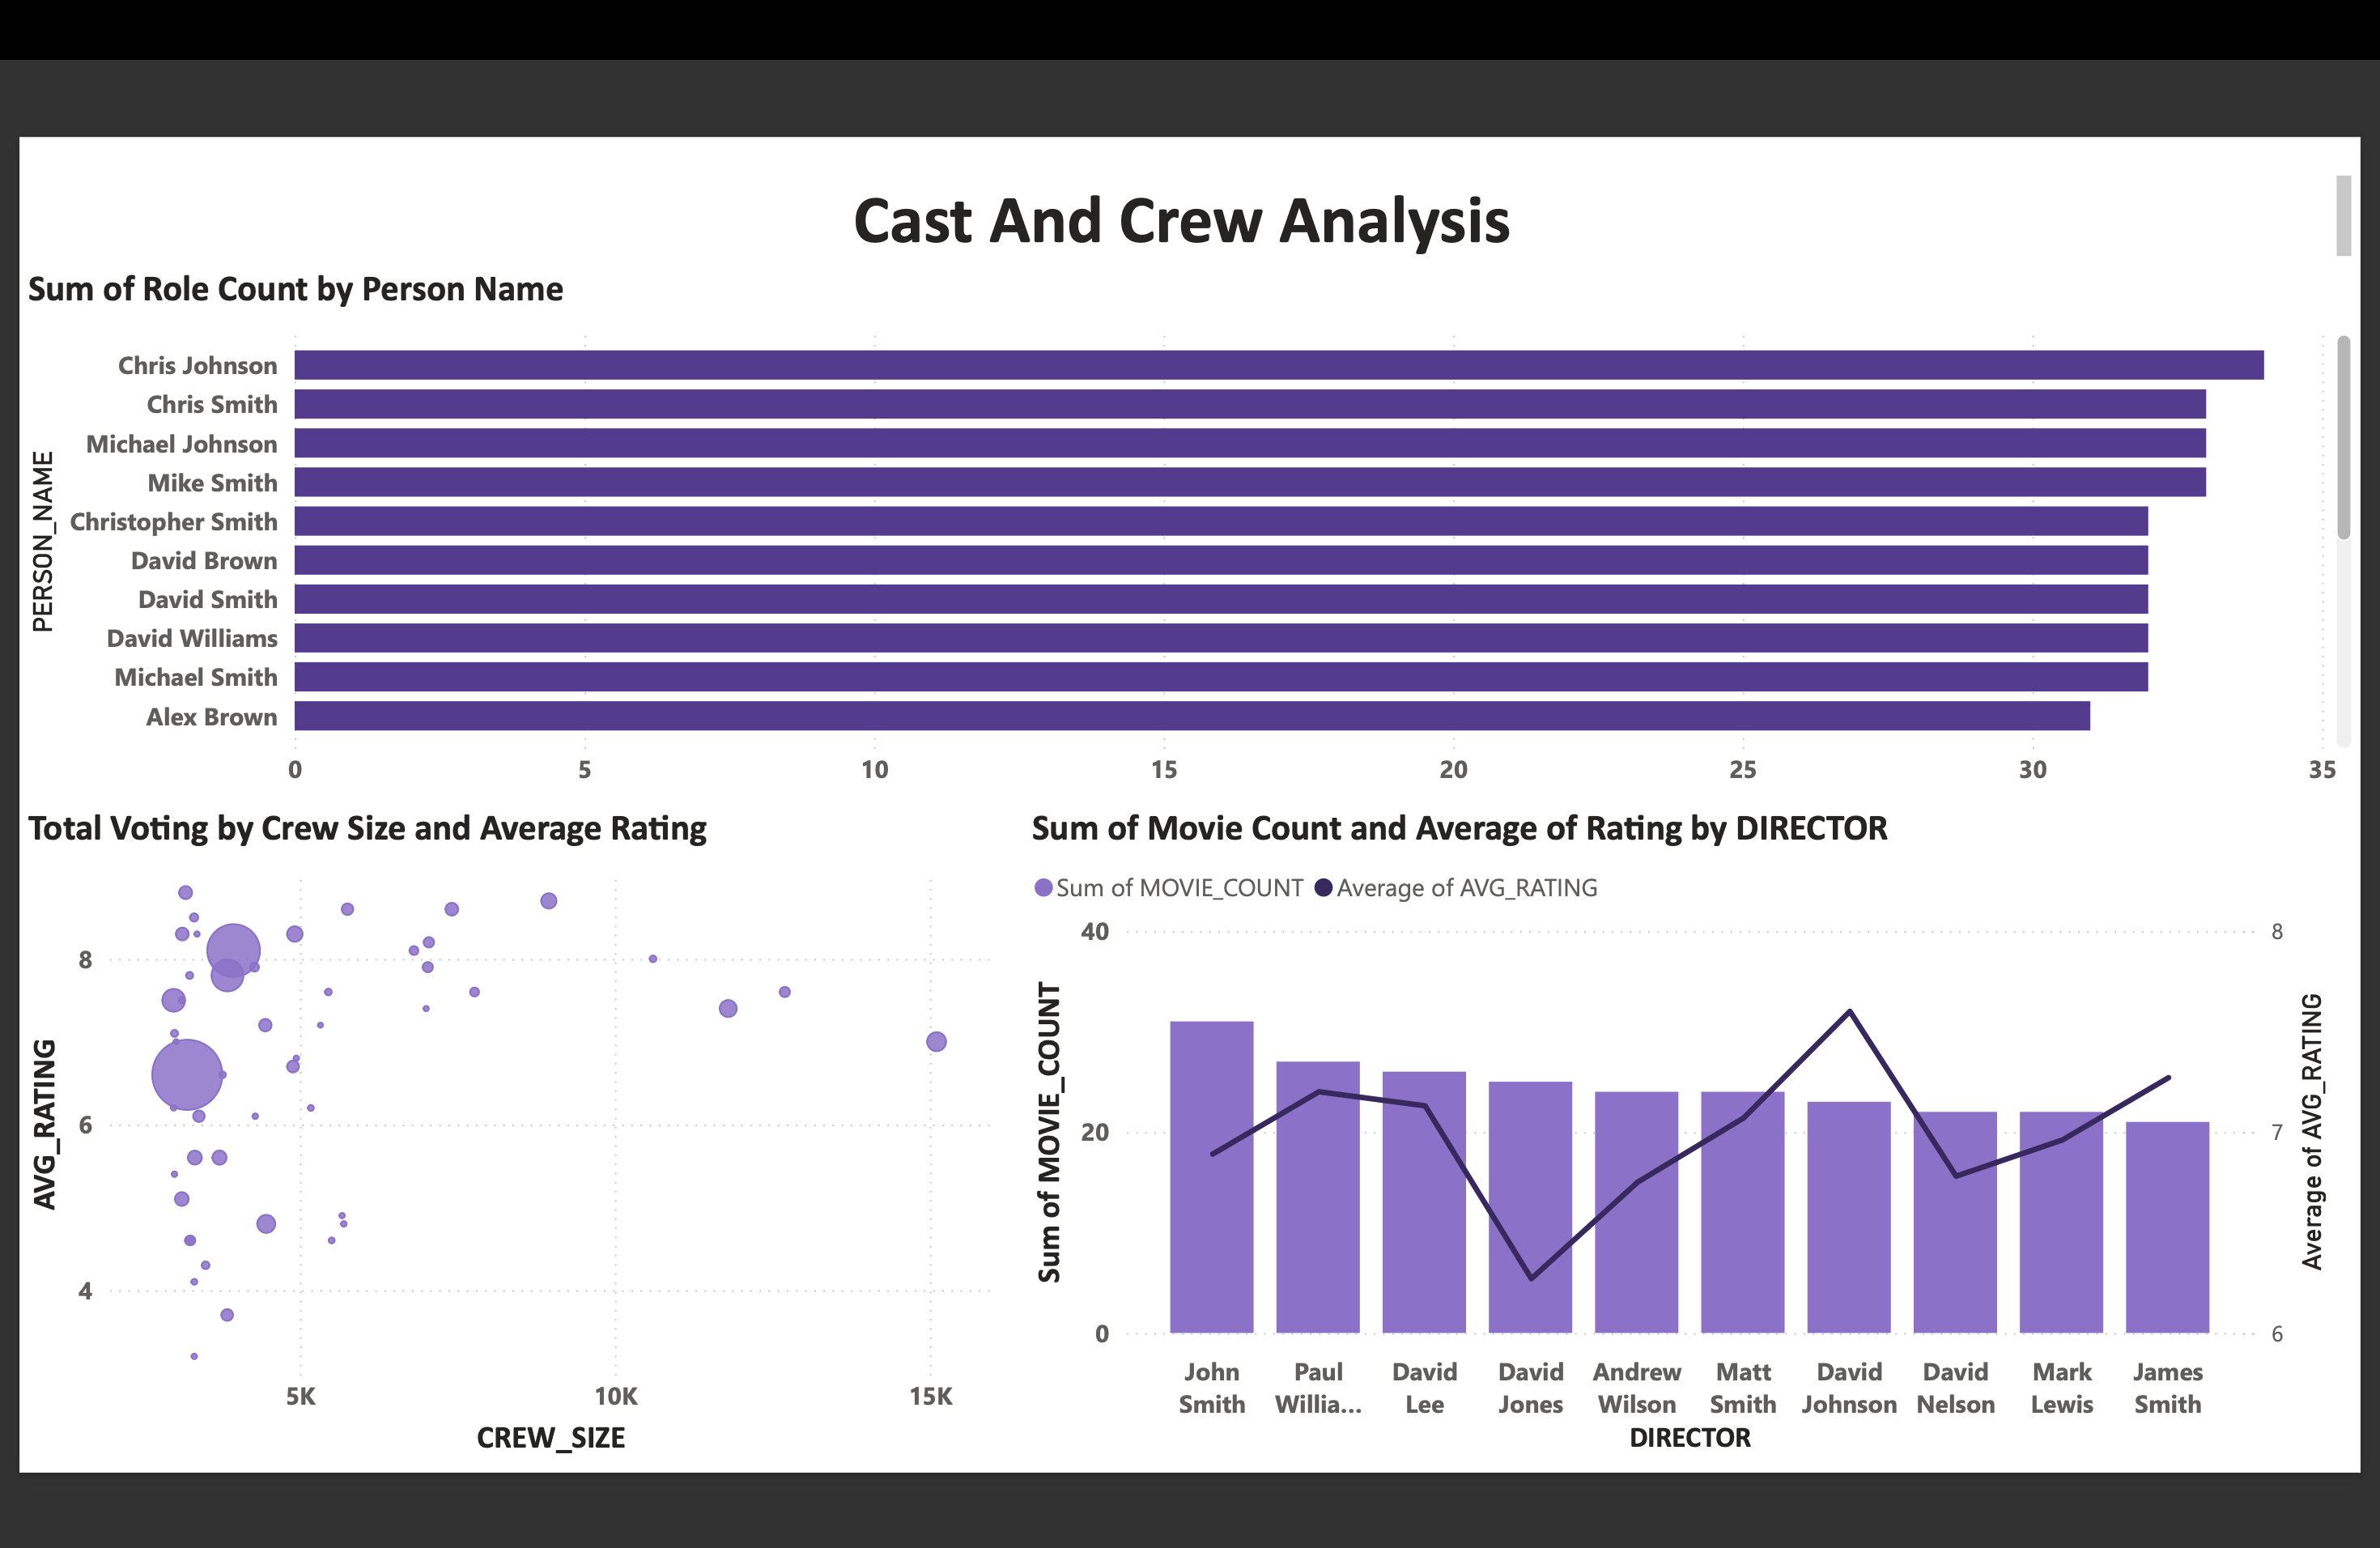 Cast And Crew Analysis
Sum of Role Count by Person Name
PERSON_NAME
Chris Johnson
Chris Smith
Michael Johnson
Mike Smith
Christopher Smith
David Brown
David Smith
David Williams
Michael Smith
Alex Brown
0 5 10 15 20 25 30 35
Total Voting by Crew Size and Average Rating
AVG_RATING
8
6
4
5K 10K 15K
CREW_SIZE
Sum of Movie Count and Average of Rating by DIRECTOR
Sum of MOVIE_COUNT Average of AVG_RATING
Sum of MOVIE_COUNT
40
20
0
8
7
6
Average of AVG_RATING
John Smith
Paul Willia...
David Lee
David Jones
Andrew Wilson
Matt Smith
David Johnson
David Nelson
Mark Lewis
James Smith
DIRECTOR